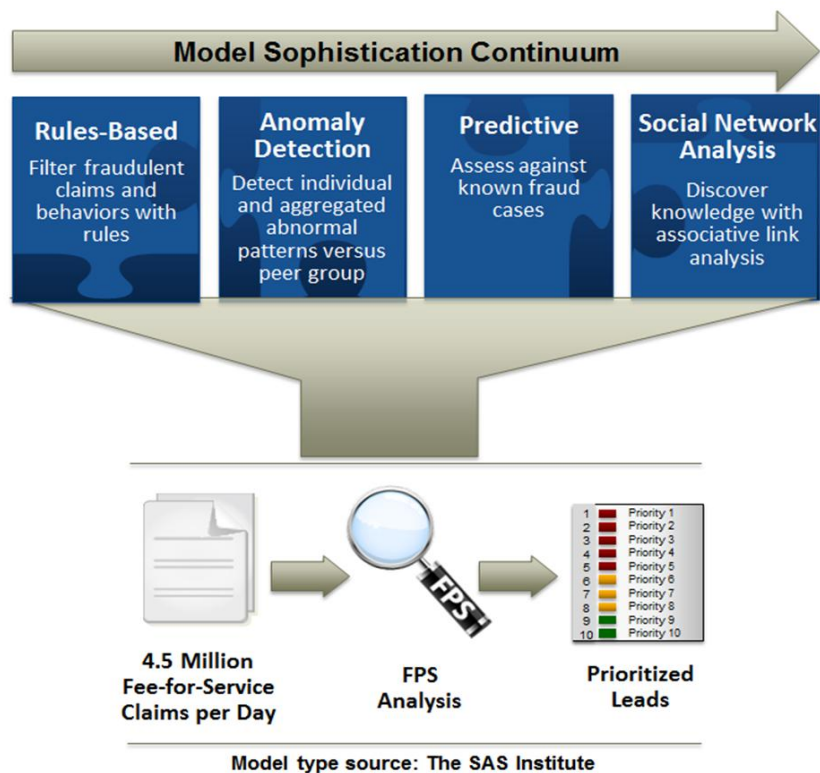 Model Sophistication Continuum
Rules-Based
Filter fraudulent
claims and
behaviors with
rules
Anomaly
Detection
Detect individual
and aggregated
abnormal
patterns versus
peer group
Predictive
Assess against
known fraud
cases
Social Network
Analysis
Discover
knowledge with
associative link
analysis
FPS
1 Priority 1
2 Priority 2
3 Priority 3
4 Priority 4
5 Priority 5
6 Priority 6
7 Priority 7
8 Priority 8
9 Priority 9
10 Priority 10
4.5 Million
Fee-for-Service
Claims per Day
FPS
Analysis
Prioritized
Leads
Model type source: The SAS Institute